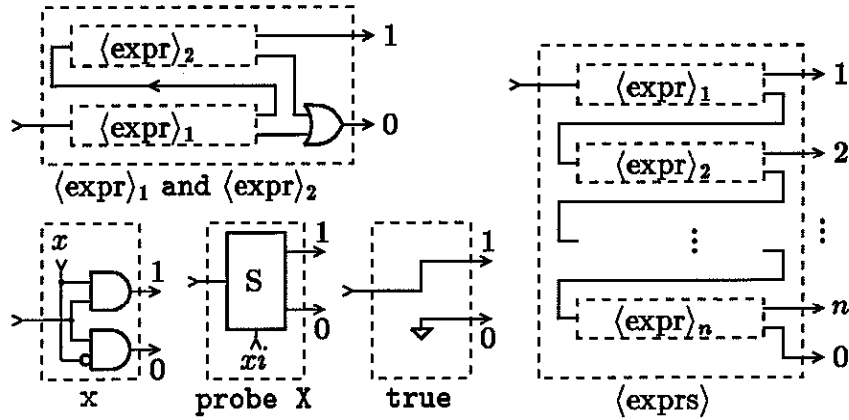 ⟨expr⟩₂ 1
⟨expr⟩₁ 0
⟨expr⟩₁ and ⟨expr⟩₂
x 1
0
x
S 1
0
xi
probe X
1
0
true
⟨expr⟩₁ 1
⟨expr⟩₂ 2
⋮ ⋮
⟨expr⟩ₙ n
0
⟨exprs⟩